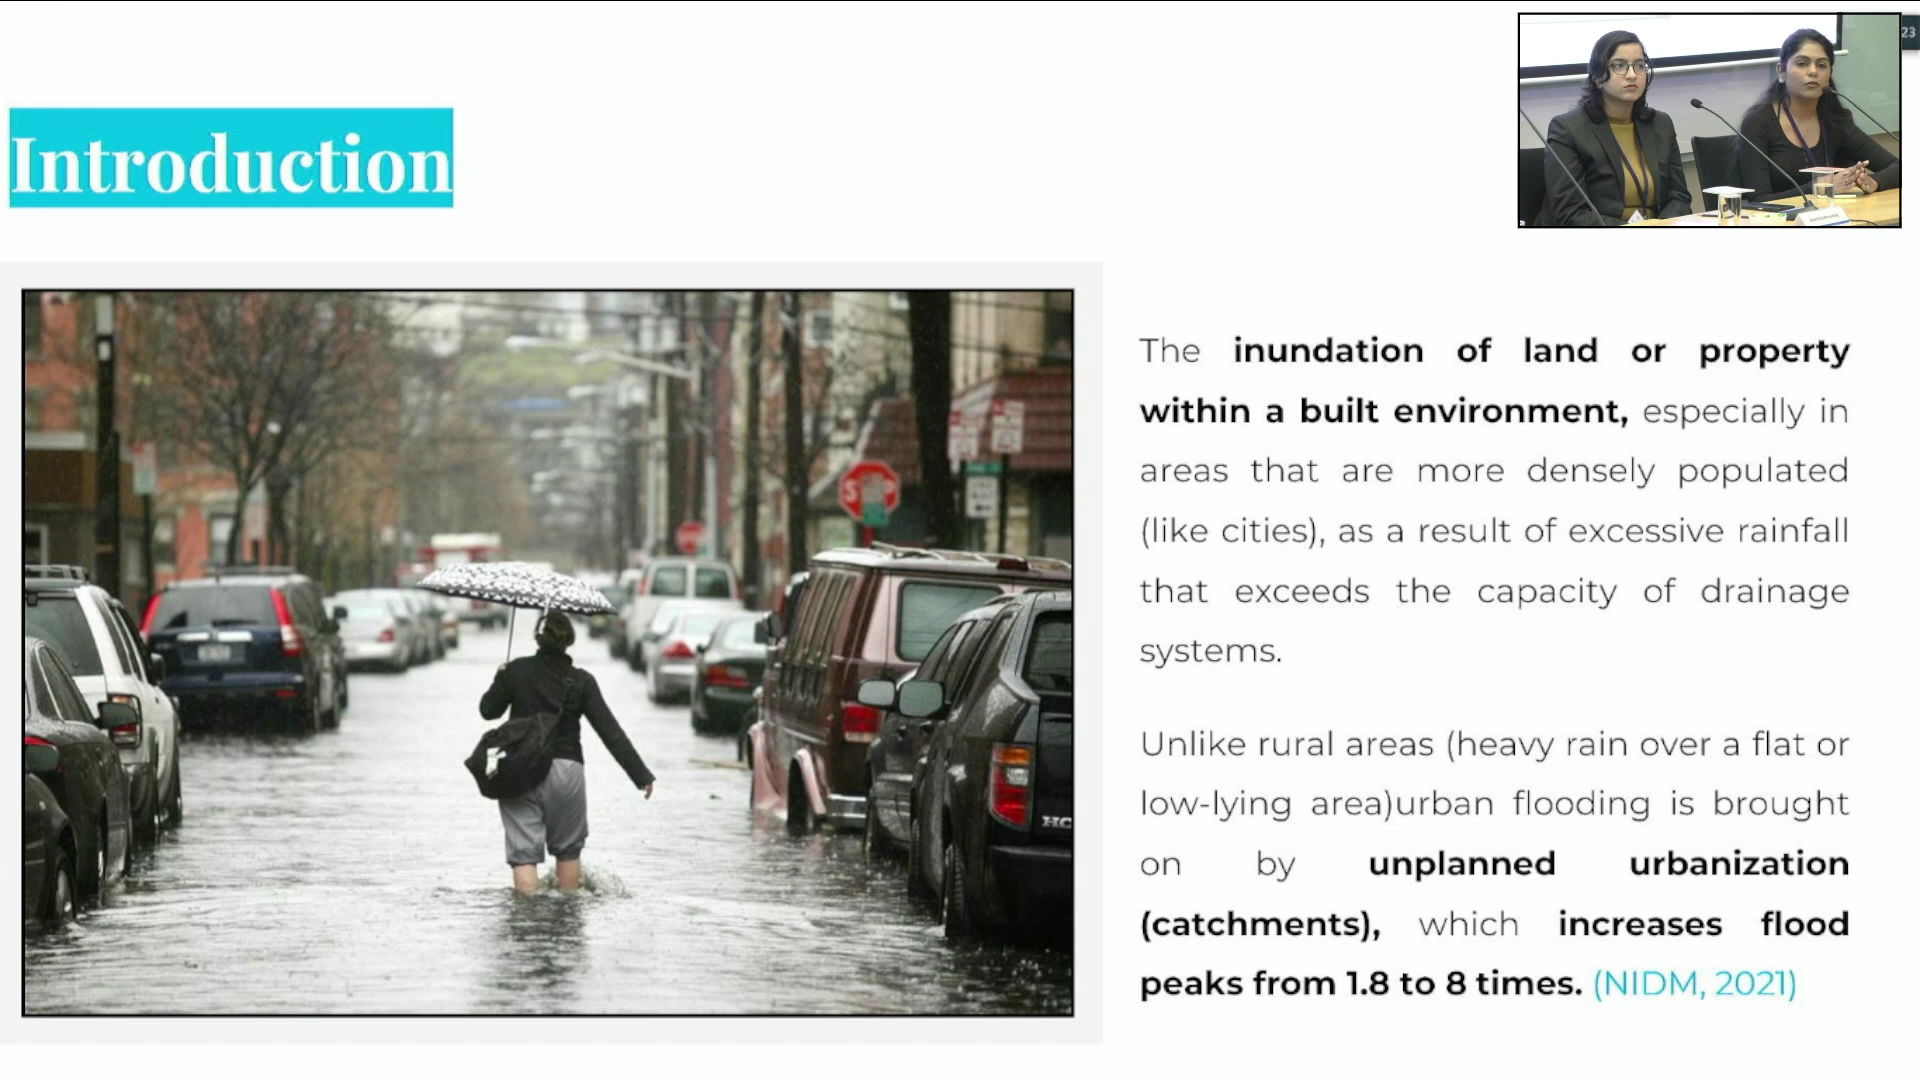 23
Introduction
The inundation of land or property
within a built environment, especially in
areas that are more densely populated
(like cities), as a result of excessive rainfall
that exceeds the capacity of drainage
systems.
Unlike rural areas (heavy rain over a flat or
low-lying area)urban flooding is brought
on by unplanned urbanization
(catchments), which increases flood
peaks from 1.8 to 8 times. (NIDM, 2021)